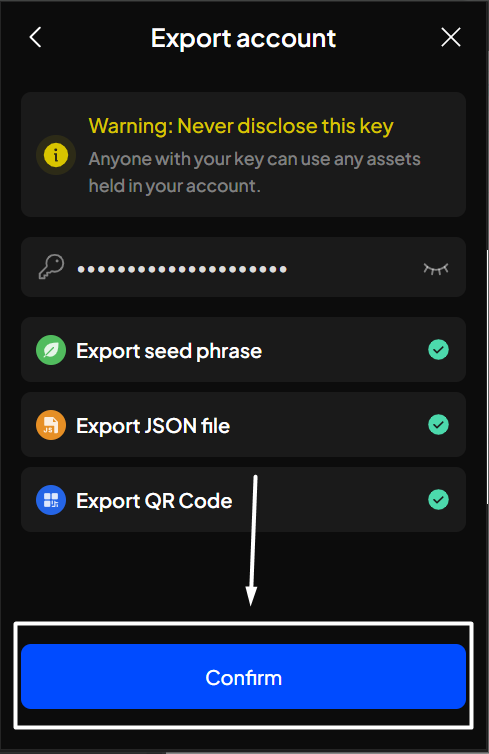 Export account
Warning: Never disclose this key
Anyone with your key can use any assets
held in your account.
Export seed phrase
JS
Export JSON file
Export QR Code
Confirm